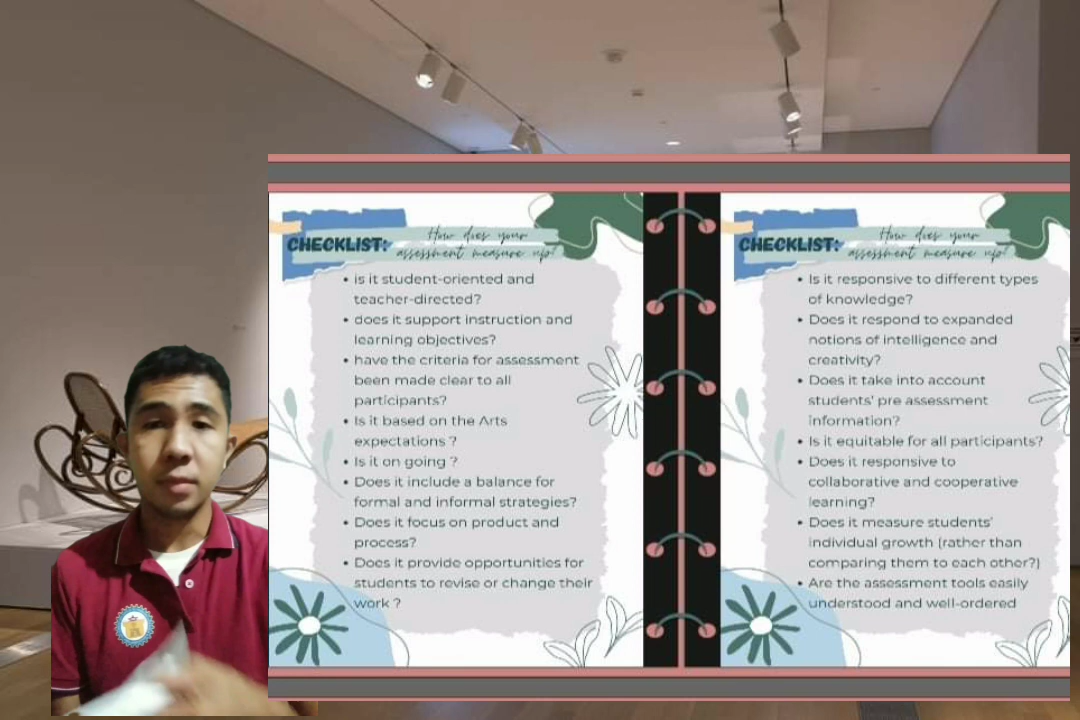 CHECKLIST: How does your
assessment measure up?
is it student-oriented and
teacher-directed?
does it support instruction and
learning objectives?
have the criteria for assessment
been made clear to all
participants?
Is it based on the Arts
expectations ?
Is it on going ?
Does it include a balance for
formal and informal strategies?
Does it focus on product and
process?
Does it provide opportunities for
students to revise or change their
work ?
CHECKLIST: How does your
assessment measure up?
Is it responsive to different types
of knowledge?
Does it respond to expanded
notions of intelligence and
creativity?
Does it take into account
students' pre assessment
information?
Is it equitable for all participants?
Does it responsive to
collaborative and cooperative
learning?
Does it measure students'
individual growth (rather than
comparing them to each other?)
Are the assessment tools easily
understood and well-ordered